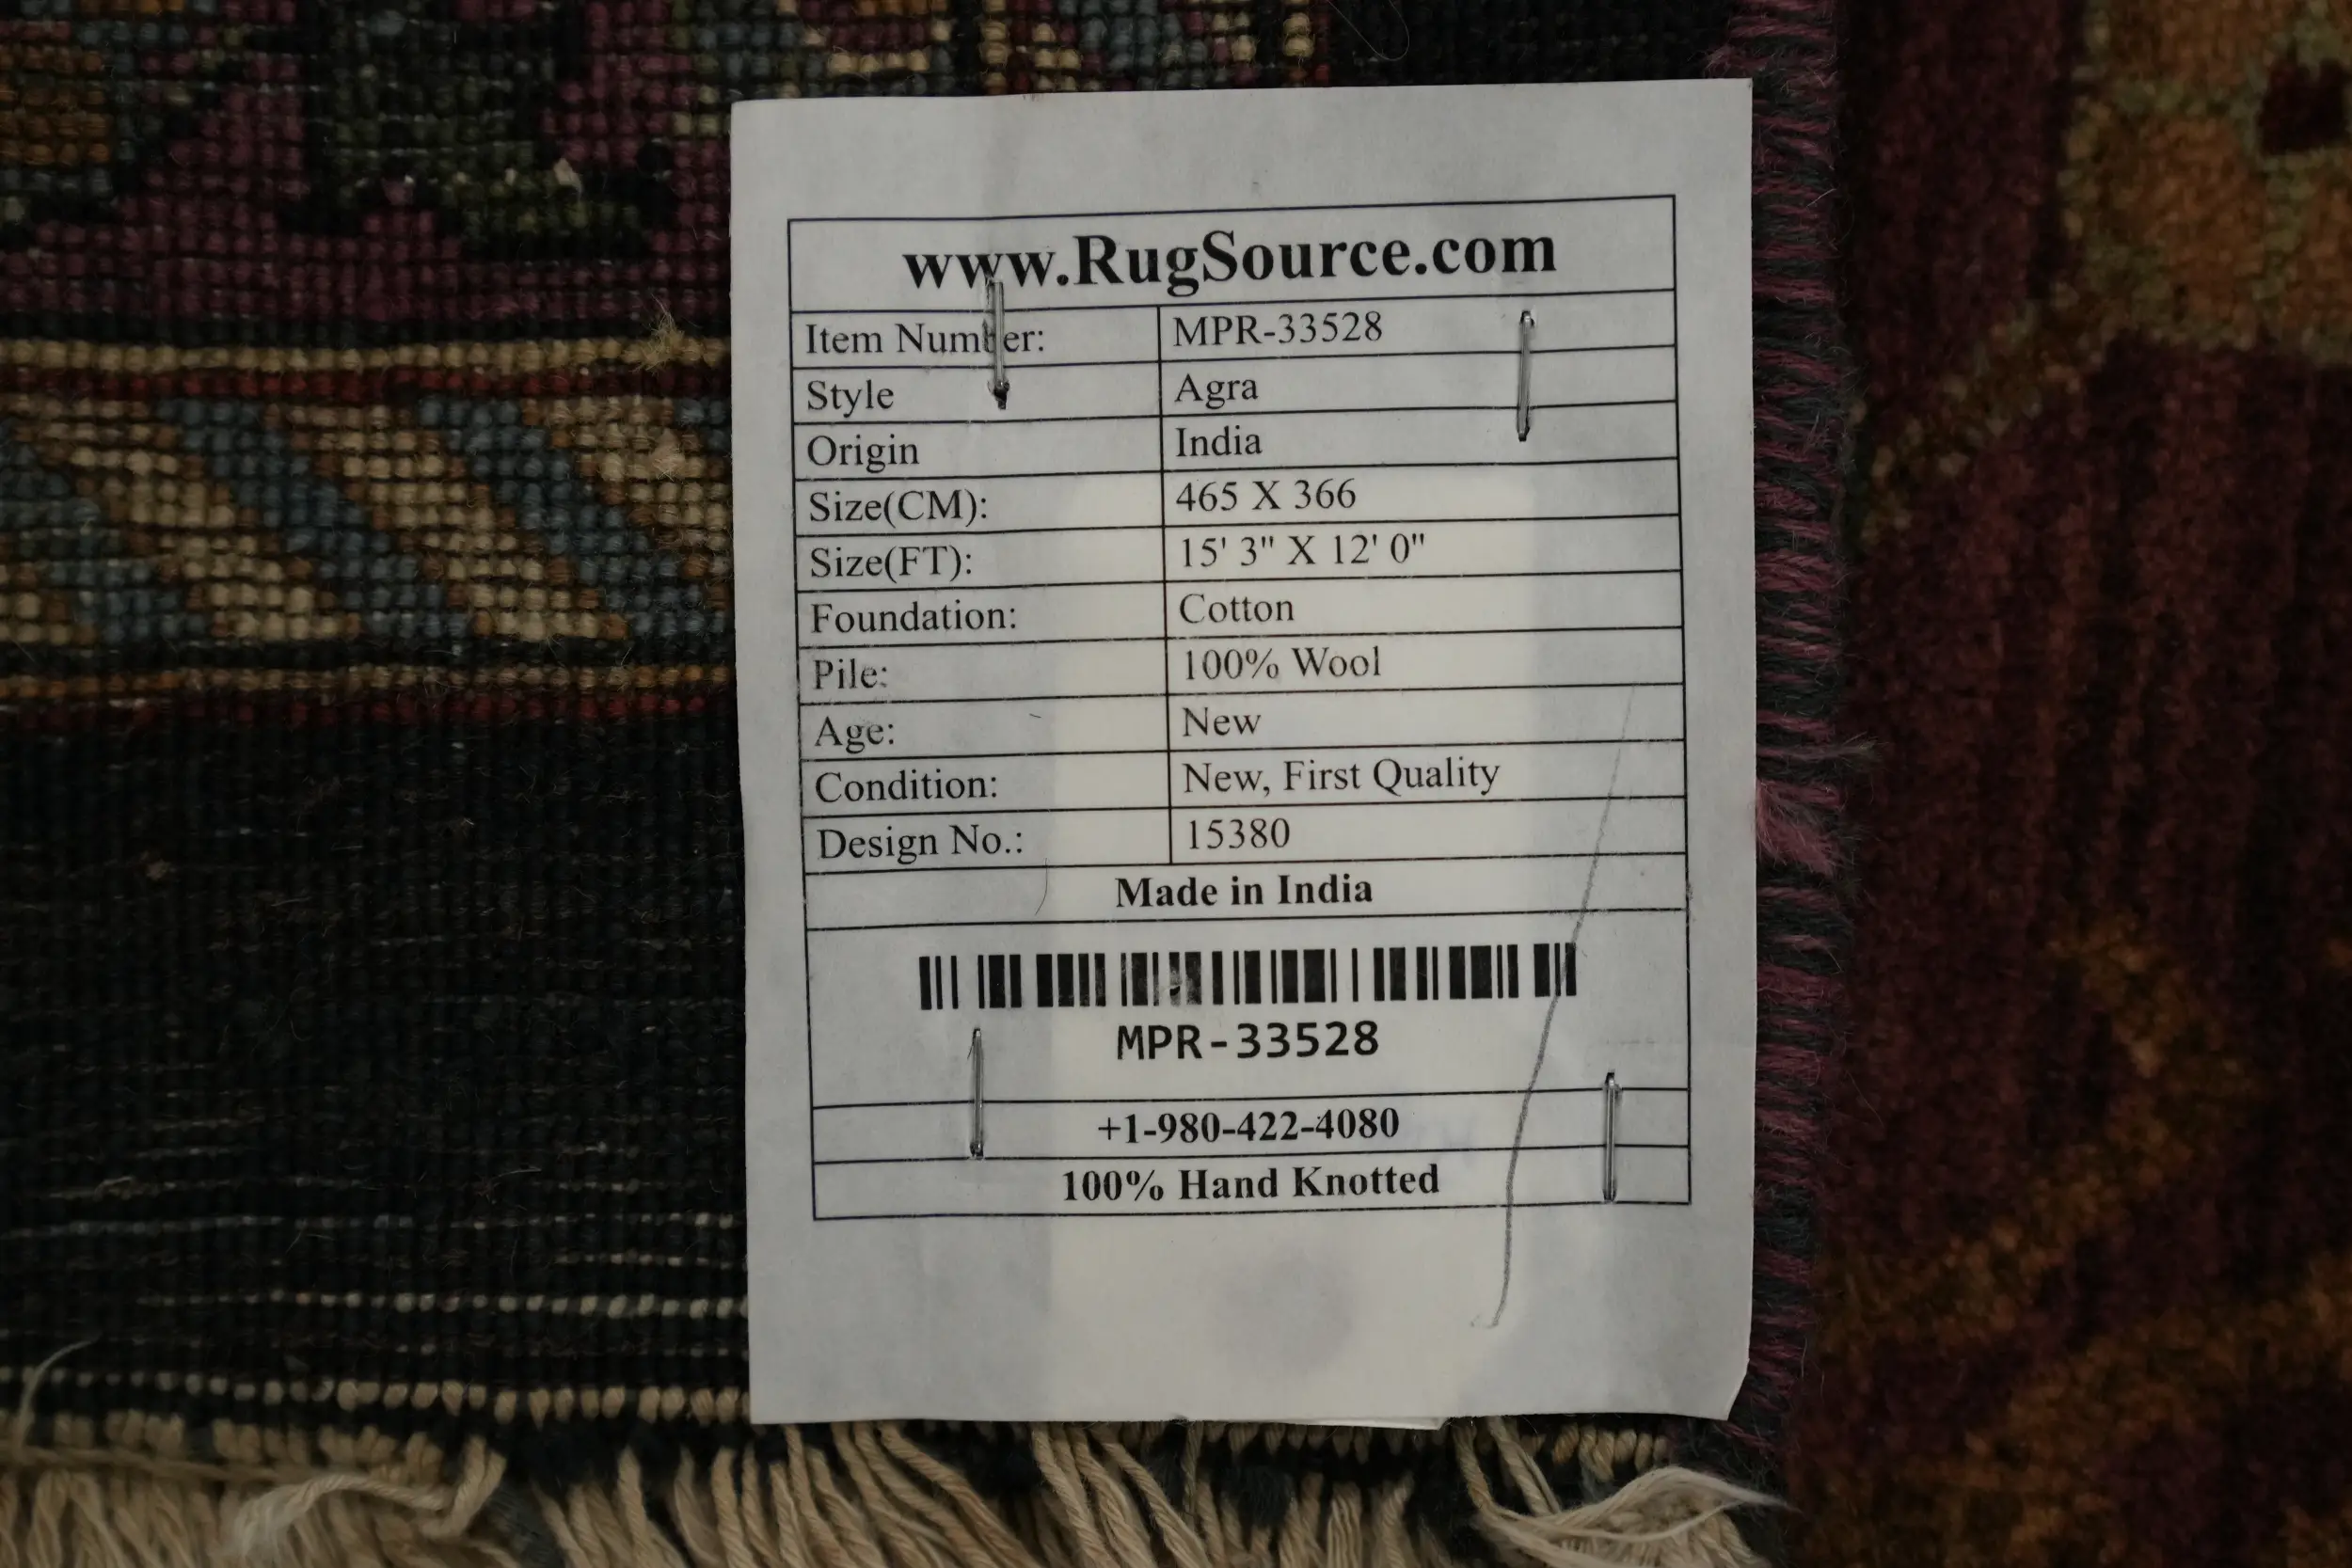 www.RugSource.com
Item Number: MPR-33528
Style Agra
Origin India
Size(CM): 465 X 366
Size(FT): 15' 3" X 12' 0"
Foundation: Cotton
Pile: 100% Wool
Age: New
Condition: New, First Quality
Design No.: 15380
Made in India
MPR-33528
+1-980-422-4080
100% Hand Knotted